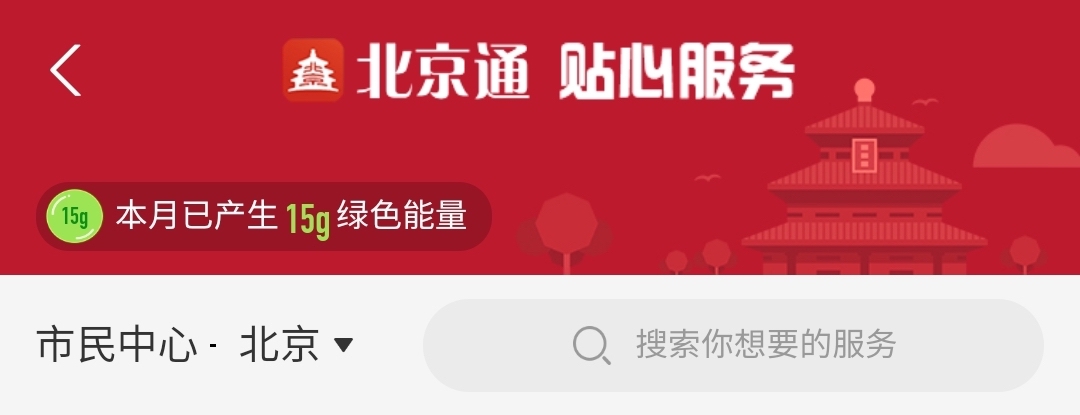 北京通 贴心服务
15g 本月已产生 15g 绿色能量
市民中心 · 北京 搜索你想要的服务